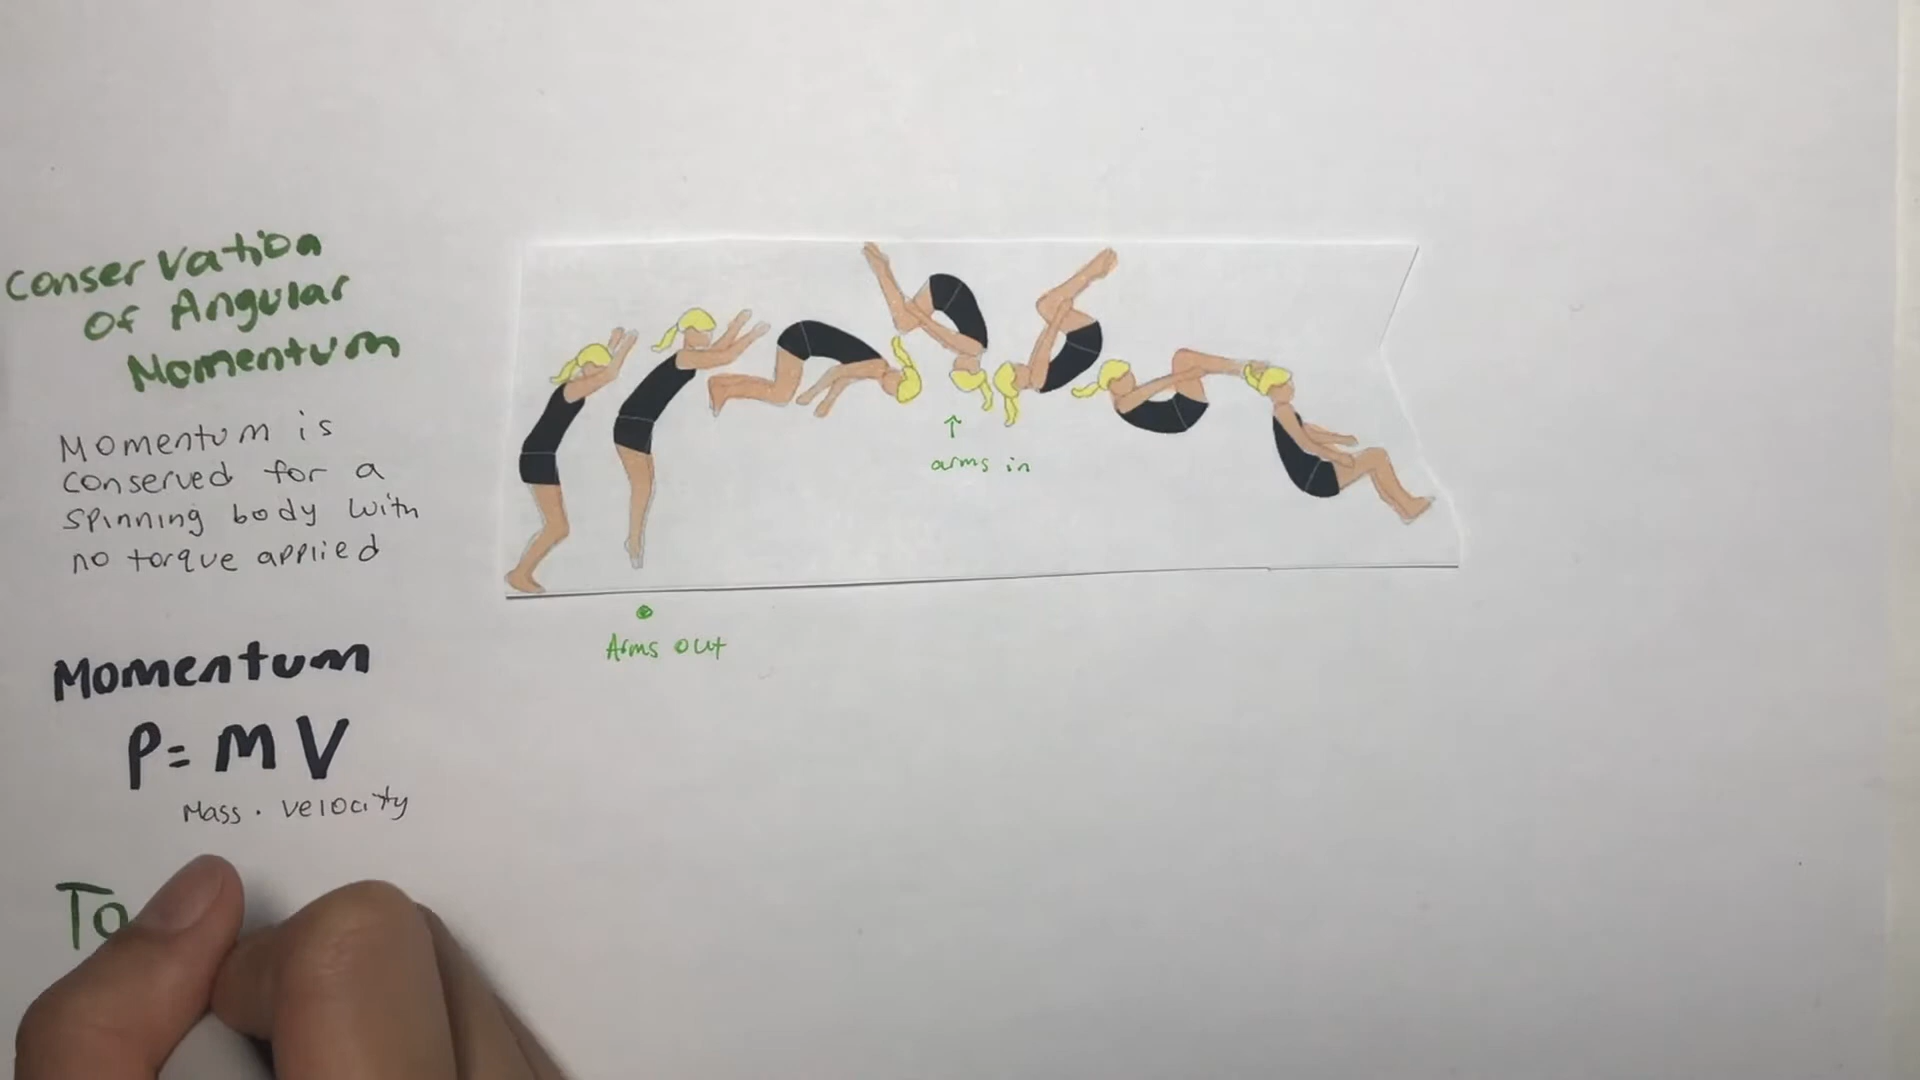 Conservation
Of Angular
Momentum
Momentum is
conserved for a
spinning body with
no torque applied
Momentum
P = M V
Mass · velocity
To
↑
arms in
Arms out